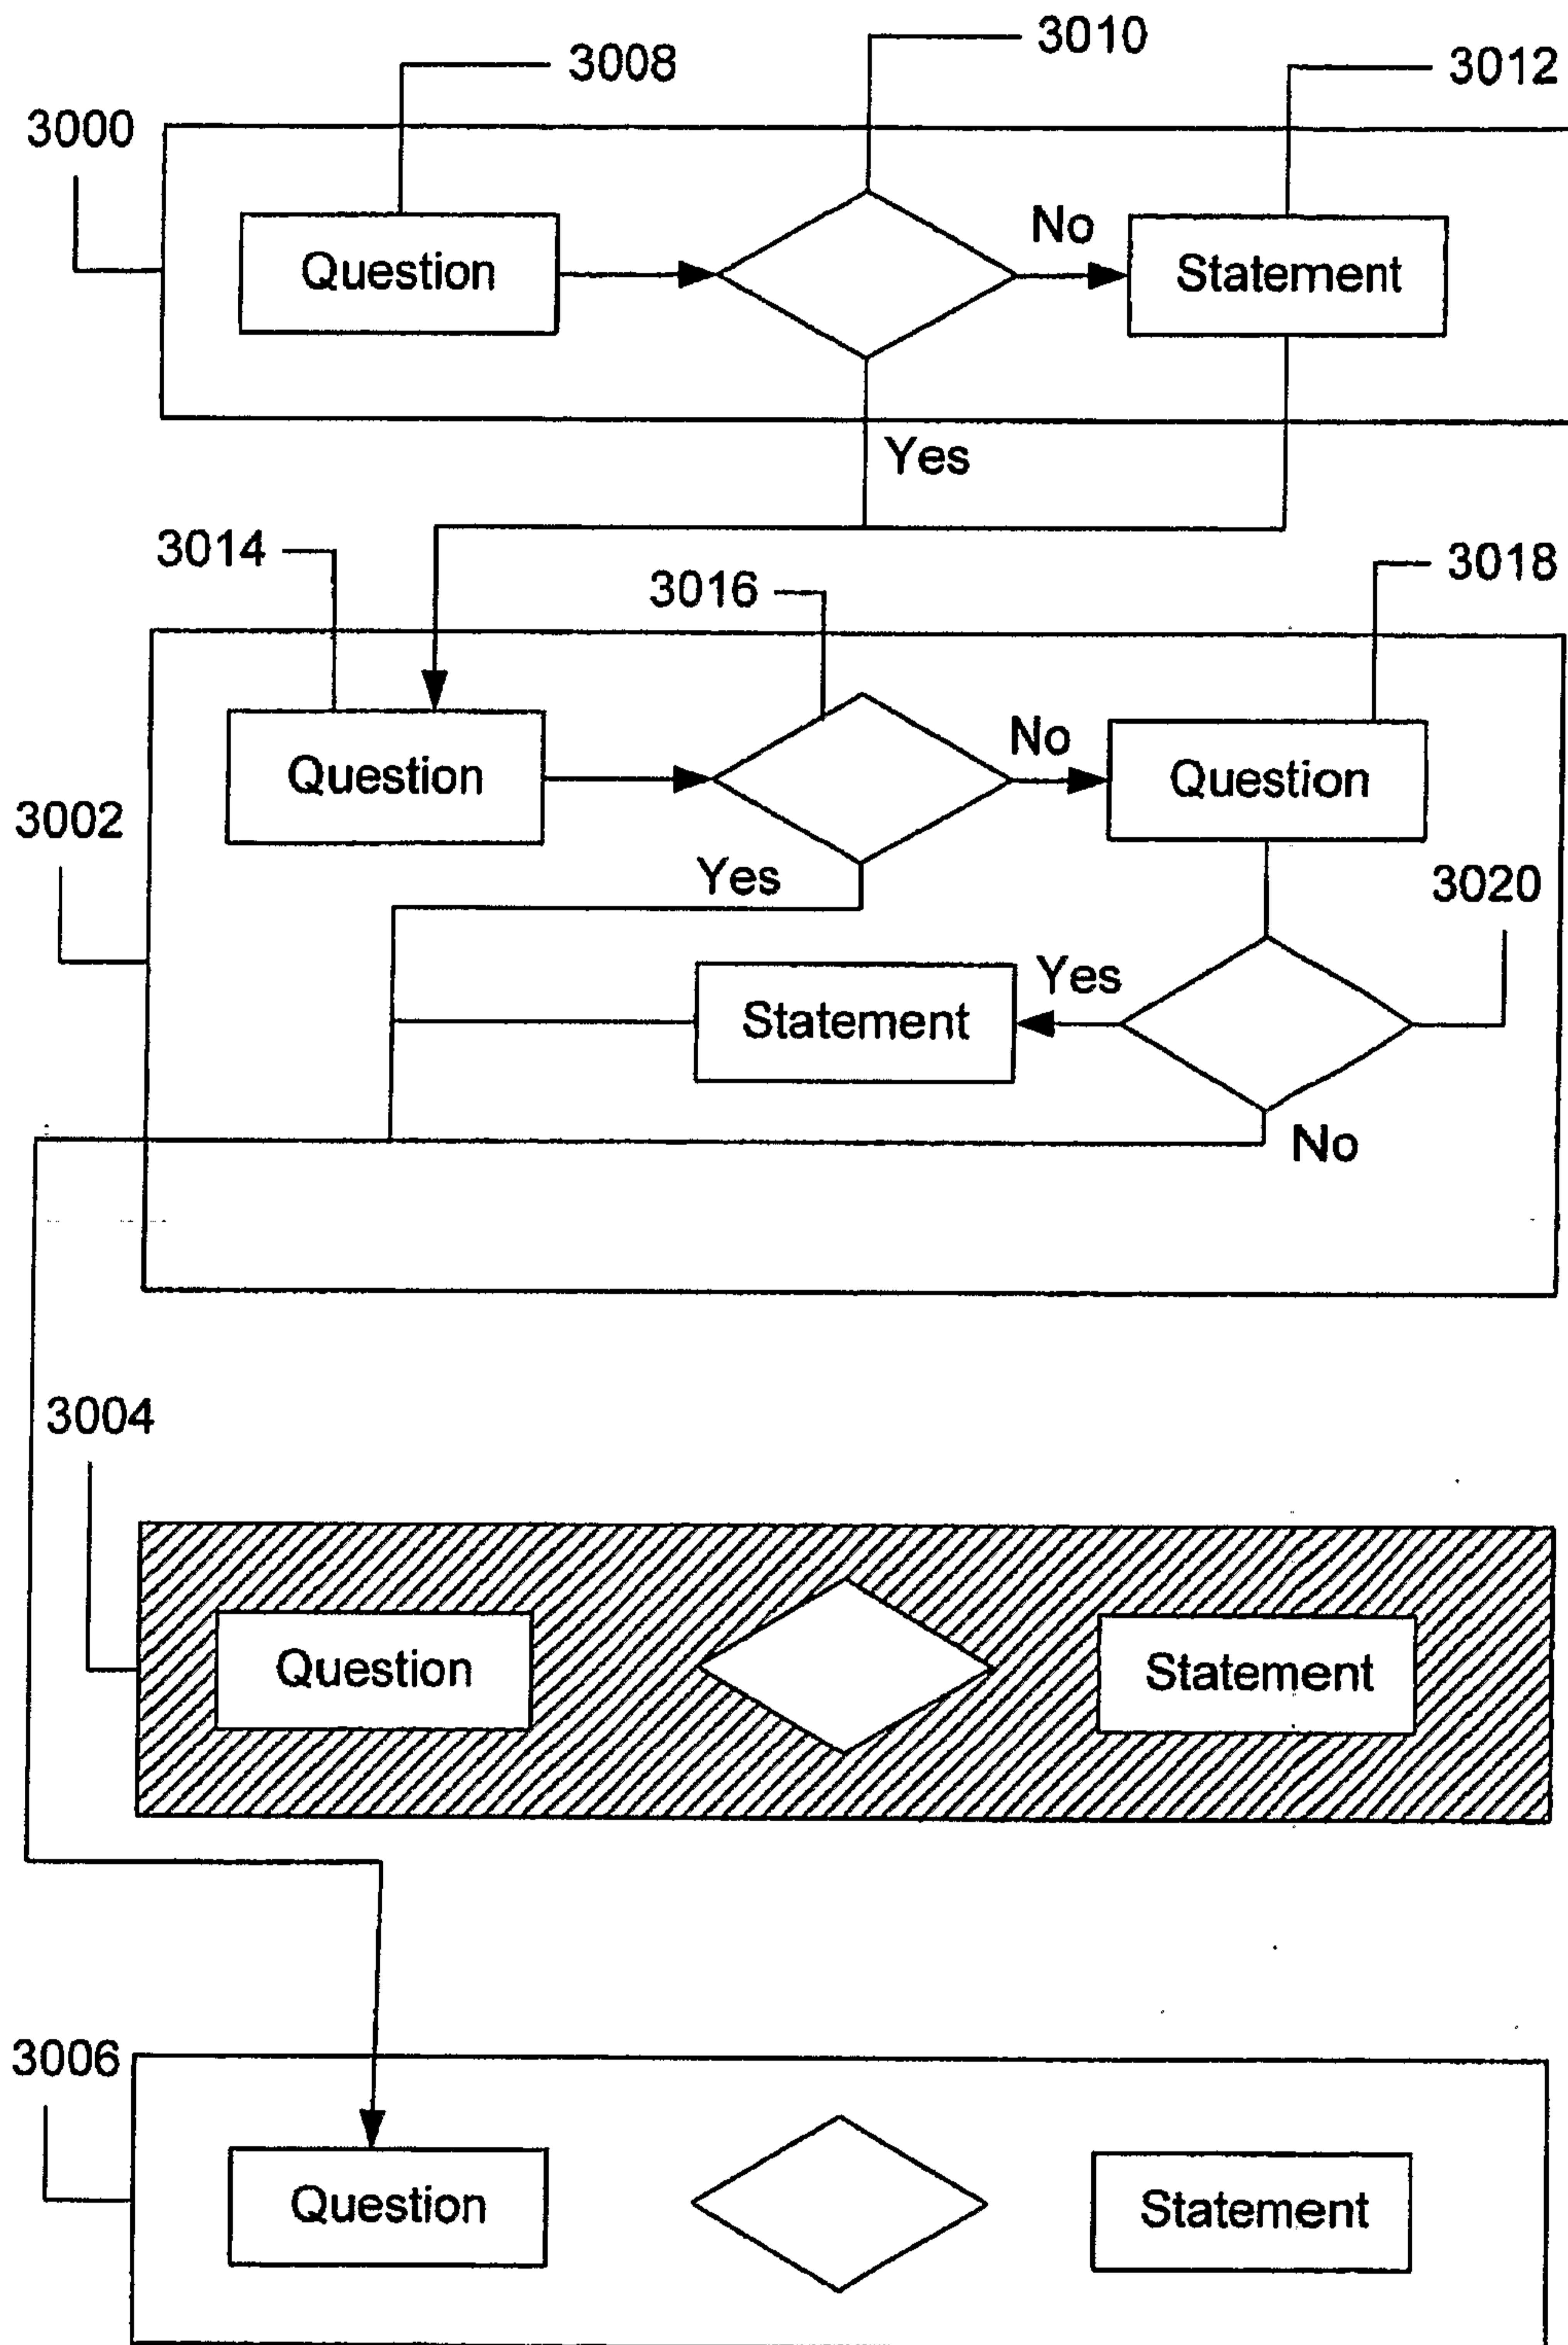 3010
3008
3012
3000
No
Question
Statement
Yes
3014
3018
3016
No
Question
Question
3002
Yes
3020
Yes
Statement
No
3004
Question
Statement
3006
Question
Statement